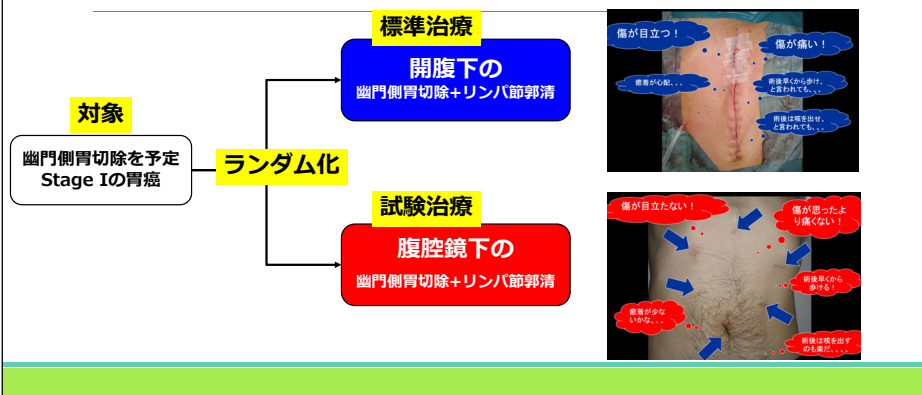 対象
幽門側胃切除を予定
Stage Iの胃癌
ランダム化
標準治療
開腹下の
幽門側胃切除+リンパ節郭清
試験治療
腹腔鏡下の
幽門側胃切除+リンパ節郭清
傷が目立つ！
傷が痛い！
癒着が心配、、、
術後早くから歩け、
と言われても、、、
術後は咳を出せ、
と言われても、、、
傷が目立たない！
傷が思ったよ
り痛くない！
術後早くから
歩ける！
癒着が少な
いかな、、、
術後は咳を出す
のも楽だ、、、、